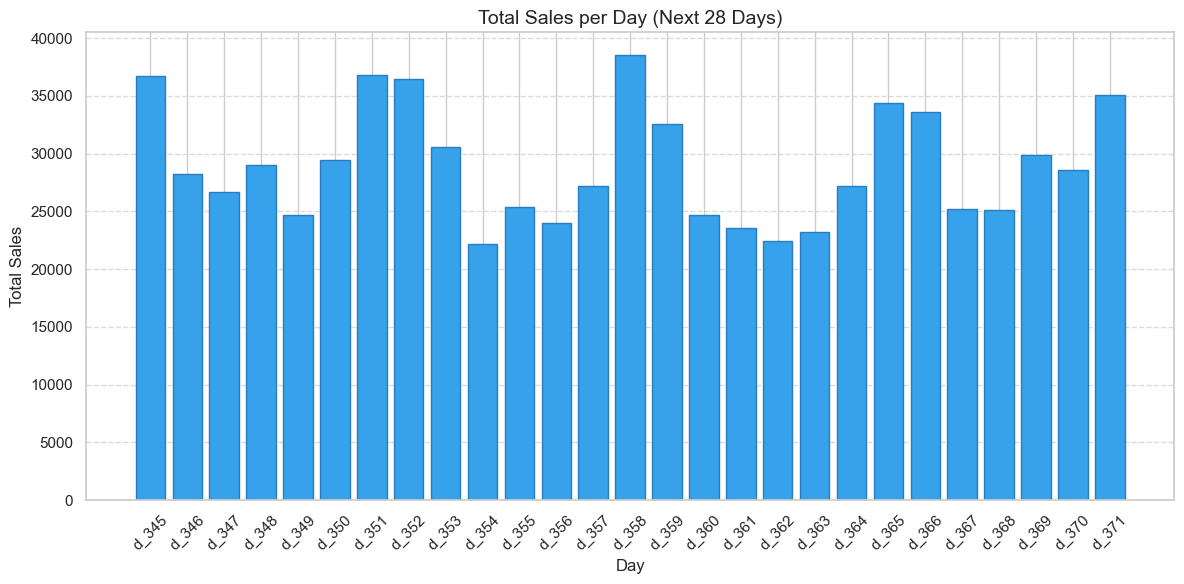 Total Sales per Day (Next 28 Days)
40000
35000
30000
25000
20000
15000
10000
5000
0
Total Sales
d_345
d_346
d_347
d_348
d_349
d_350
d_351
d_352
d_353
d_354
d_355
d_356
d_357
d_358
d_359
d_360
d_361
d_362
d_363
d_364
d_365
d_366
d_367
d_368
d_369
d_370
d_371
Day